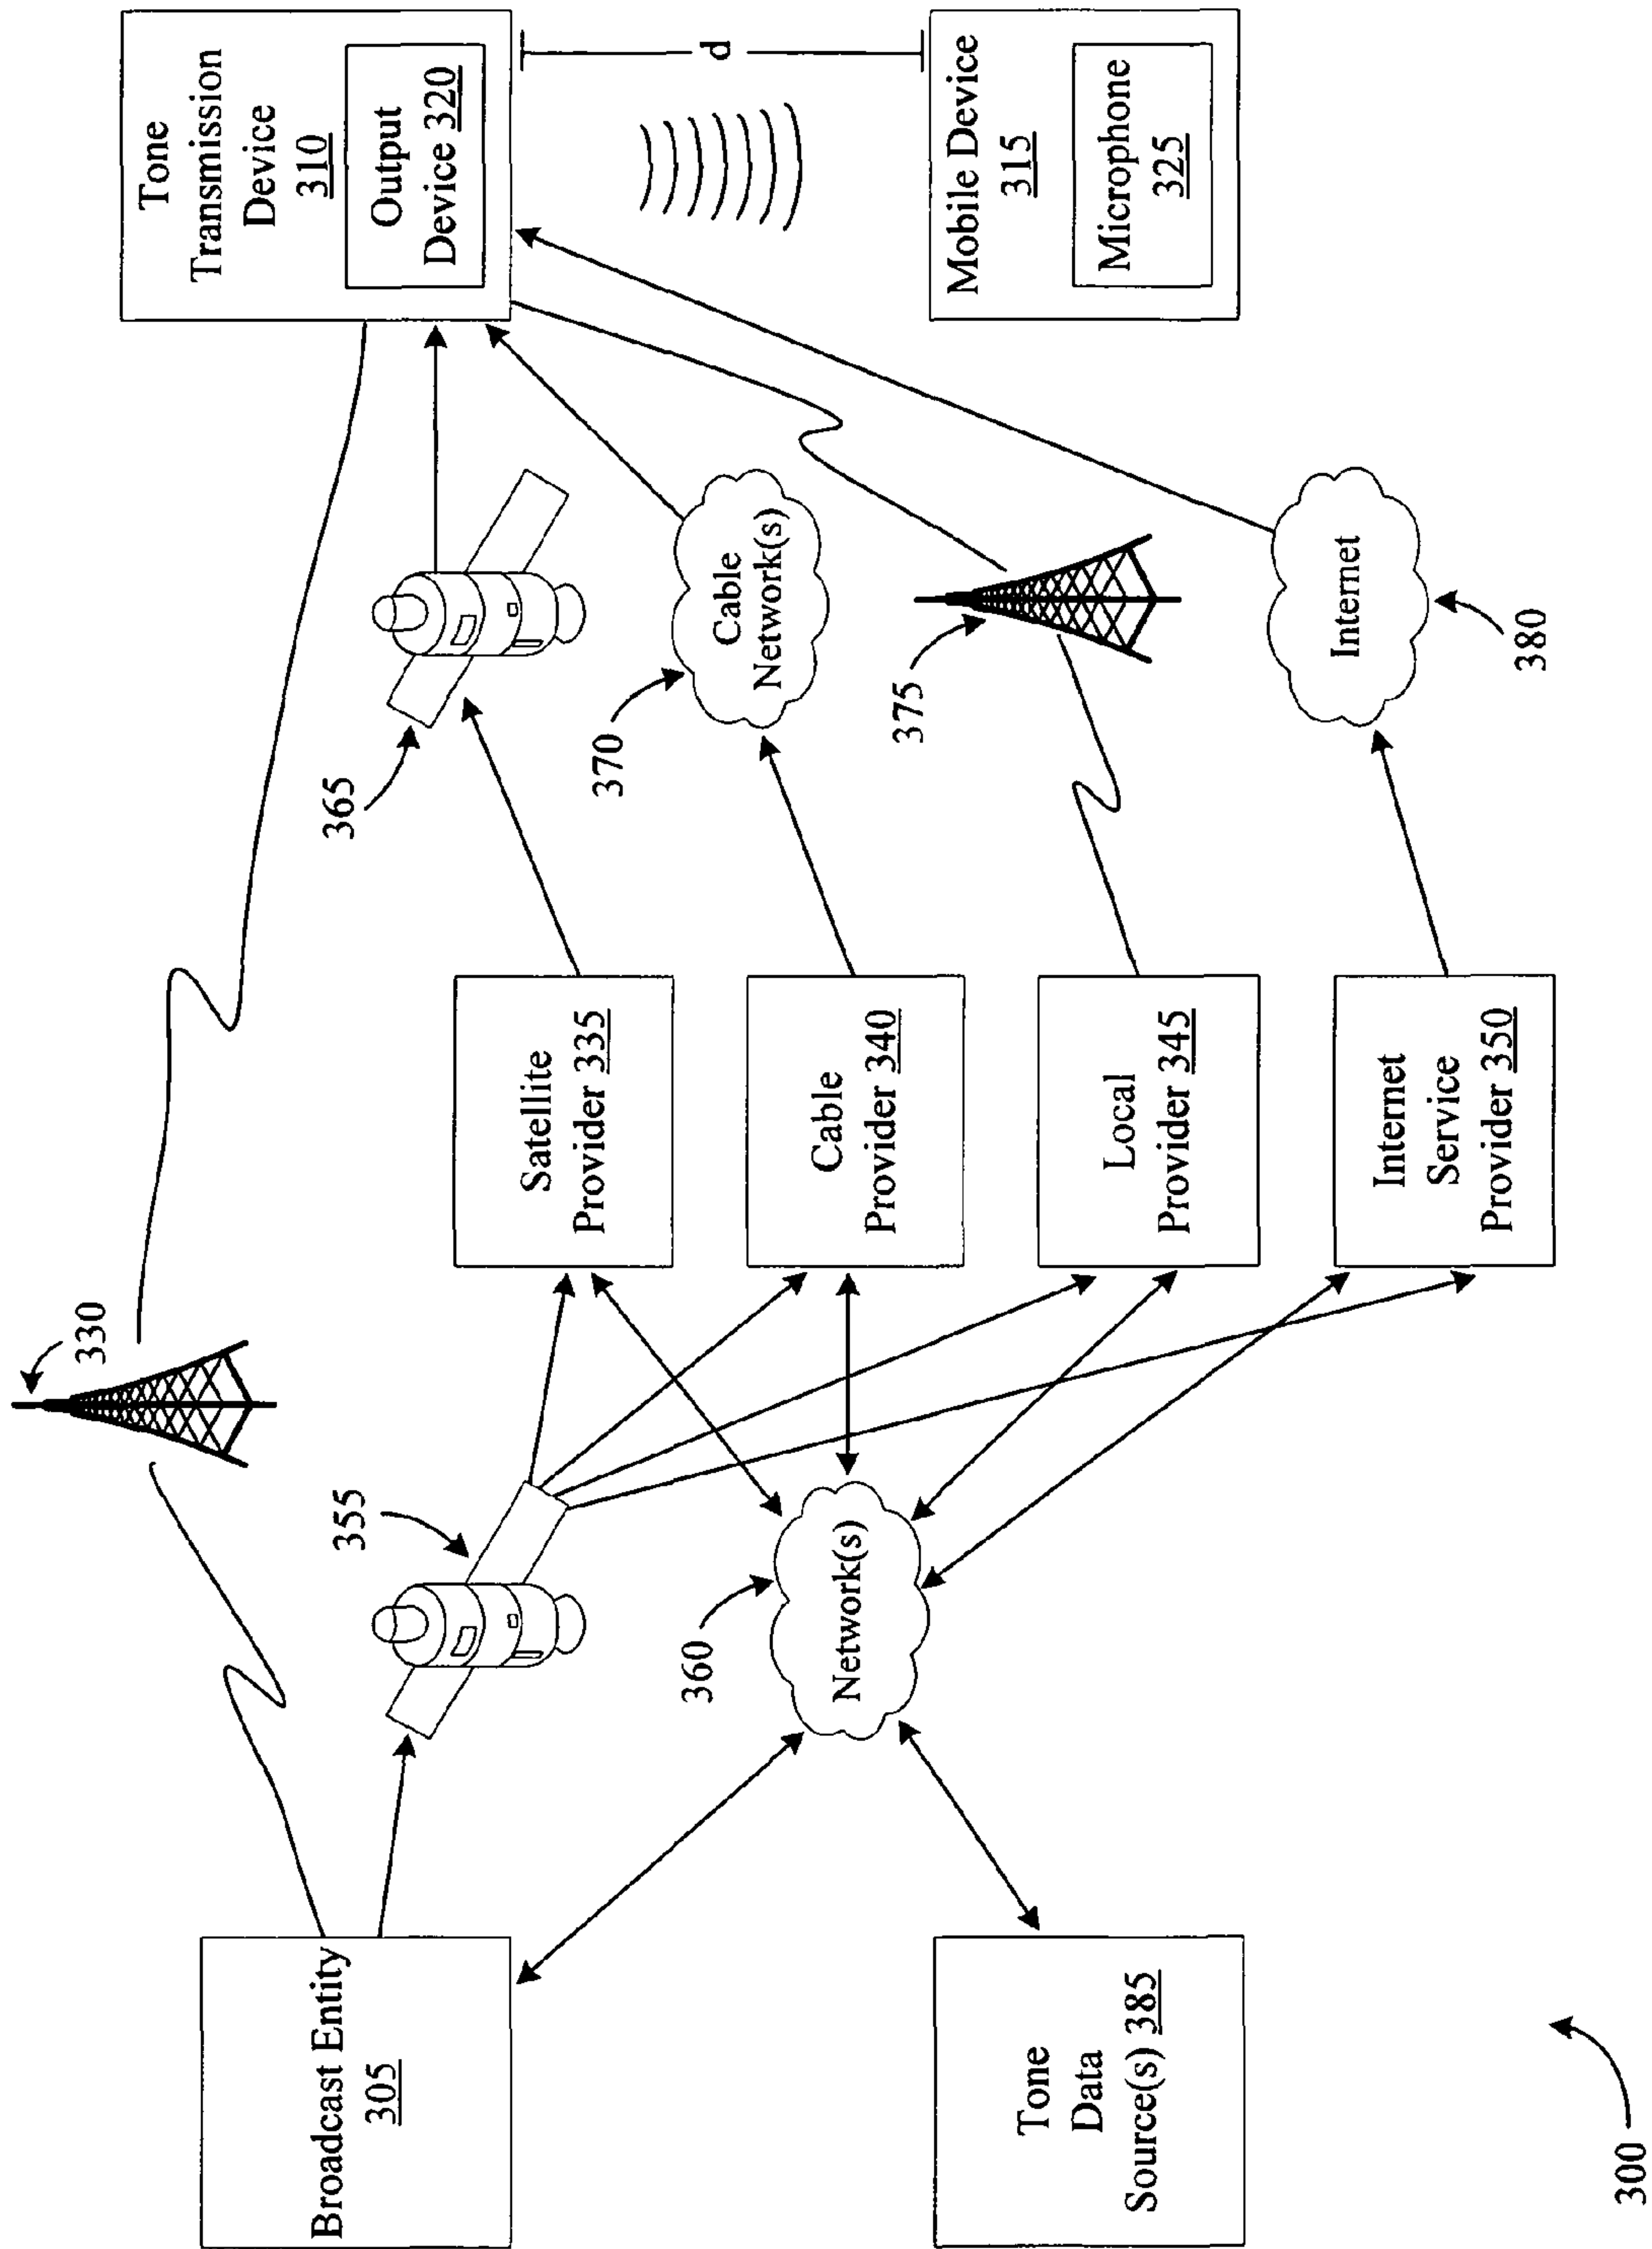 330
Broadcast Entity
305
355
Satellite
Provider 335
365
Tone
Transmission
Device
310
Output
Device 320
d
360
Network(s)
Cable
Provider 340
370
Cable
Network(s)
Tone
Data
Source(s) 385
Local
Provider 345
375
Mobile Device
315
Microphone
325
Internet
Service
Provider 350
Internet
380
300